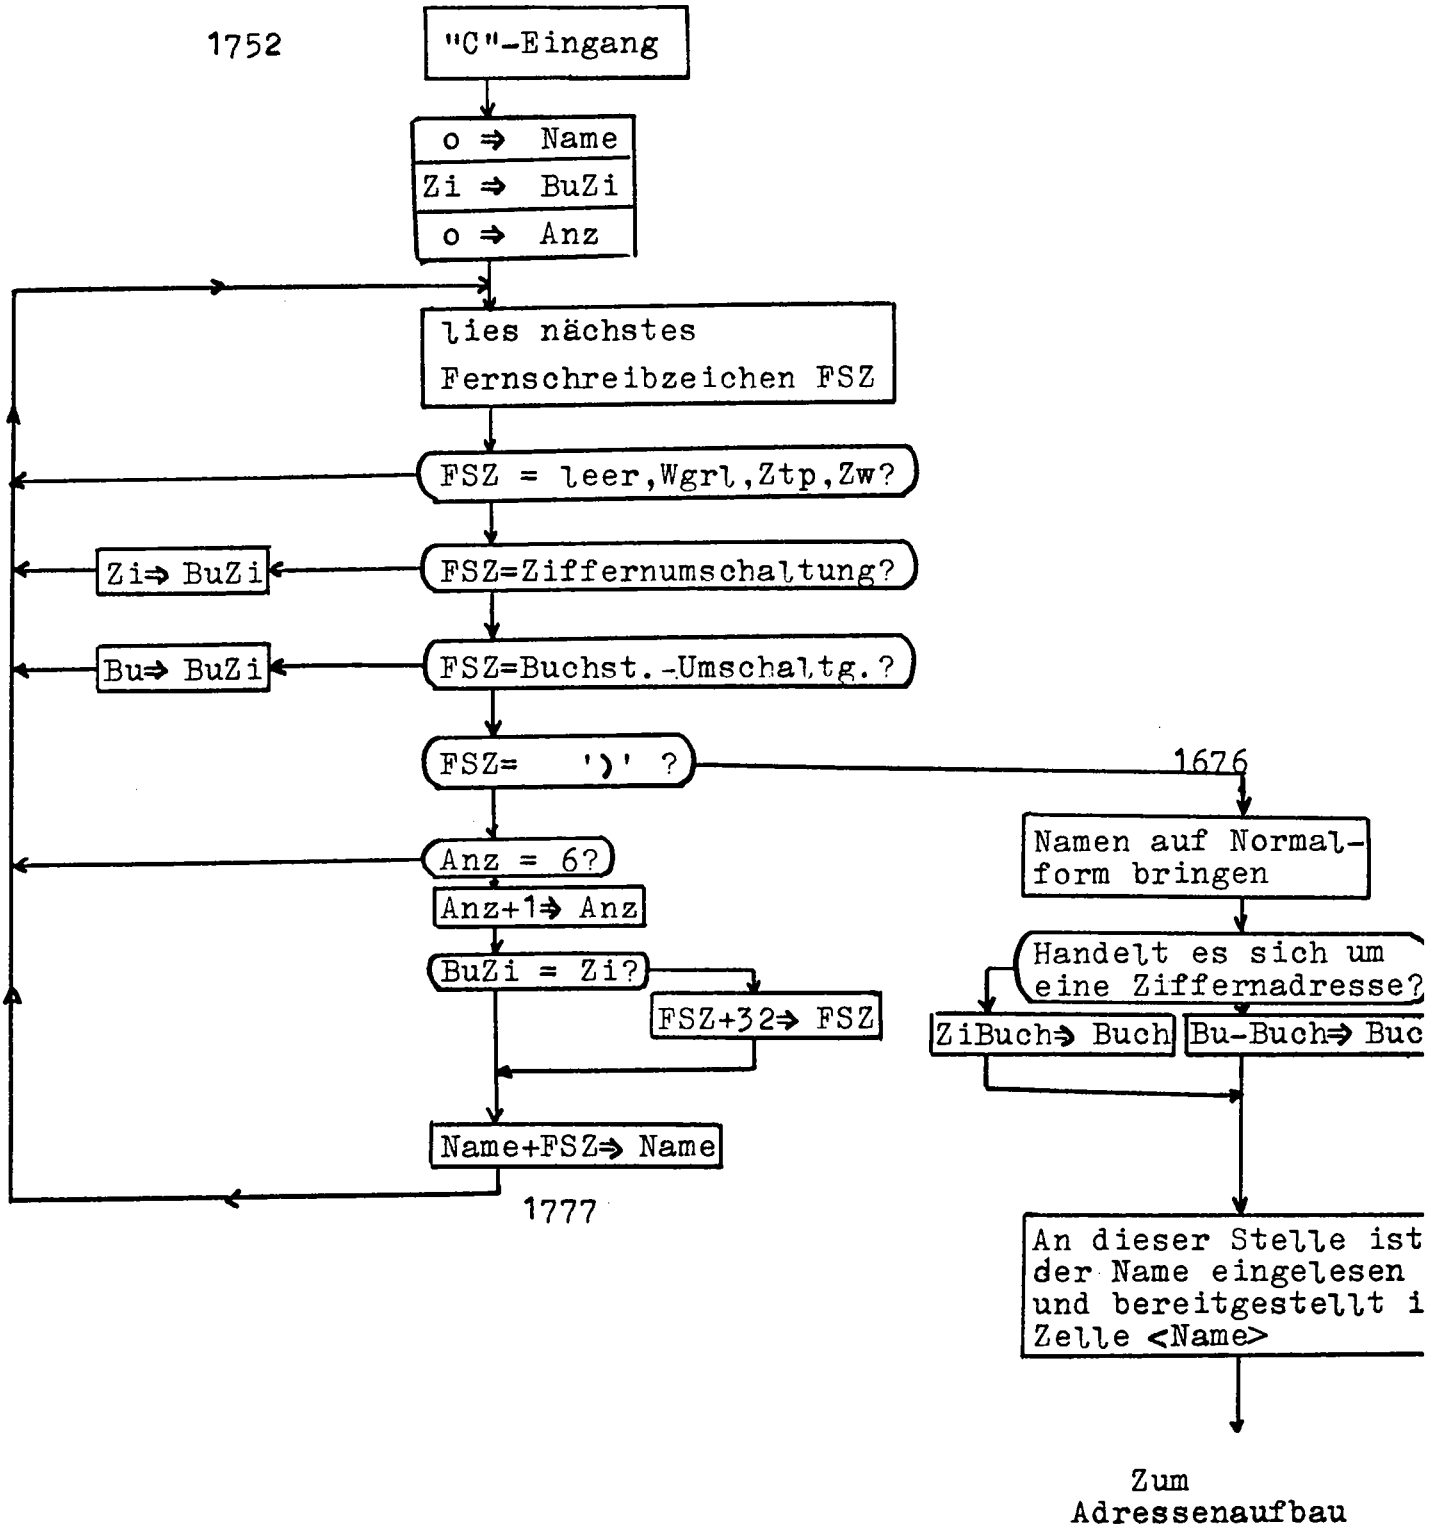 1752
"C"-Eingang
o ⇒ Name
Zi ⇒ BuZi
o ⇒ Anz
lies nächstes
Fernschreibzeichen FSZ
FSZ = leer,Wgrl,Ztp,Zw?
Zi⇒ BuZi
FSZ=Ziffernumschaltung?
Bu⇒ BuZi
FSZ=Buchst.-Umschaltg.?
FSZ= ')' ?
1676
Anz = 6?
Anz+1⇒ Anz
BuZi = Zi?
FSZ+32⇒ FSZ
Name+FSZ⇒ Name
1777
Namen auf Normal-
form bringen
Handelt es sich um
eine Ziffernadresse?
ZiBuch⇒ Buch
Bu-Buch⇒ Buc
An dieser Stelle ist
der Name eingelesen
und bereitgestellt i
Zelle <Name>
Zum
Adressenaufbau